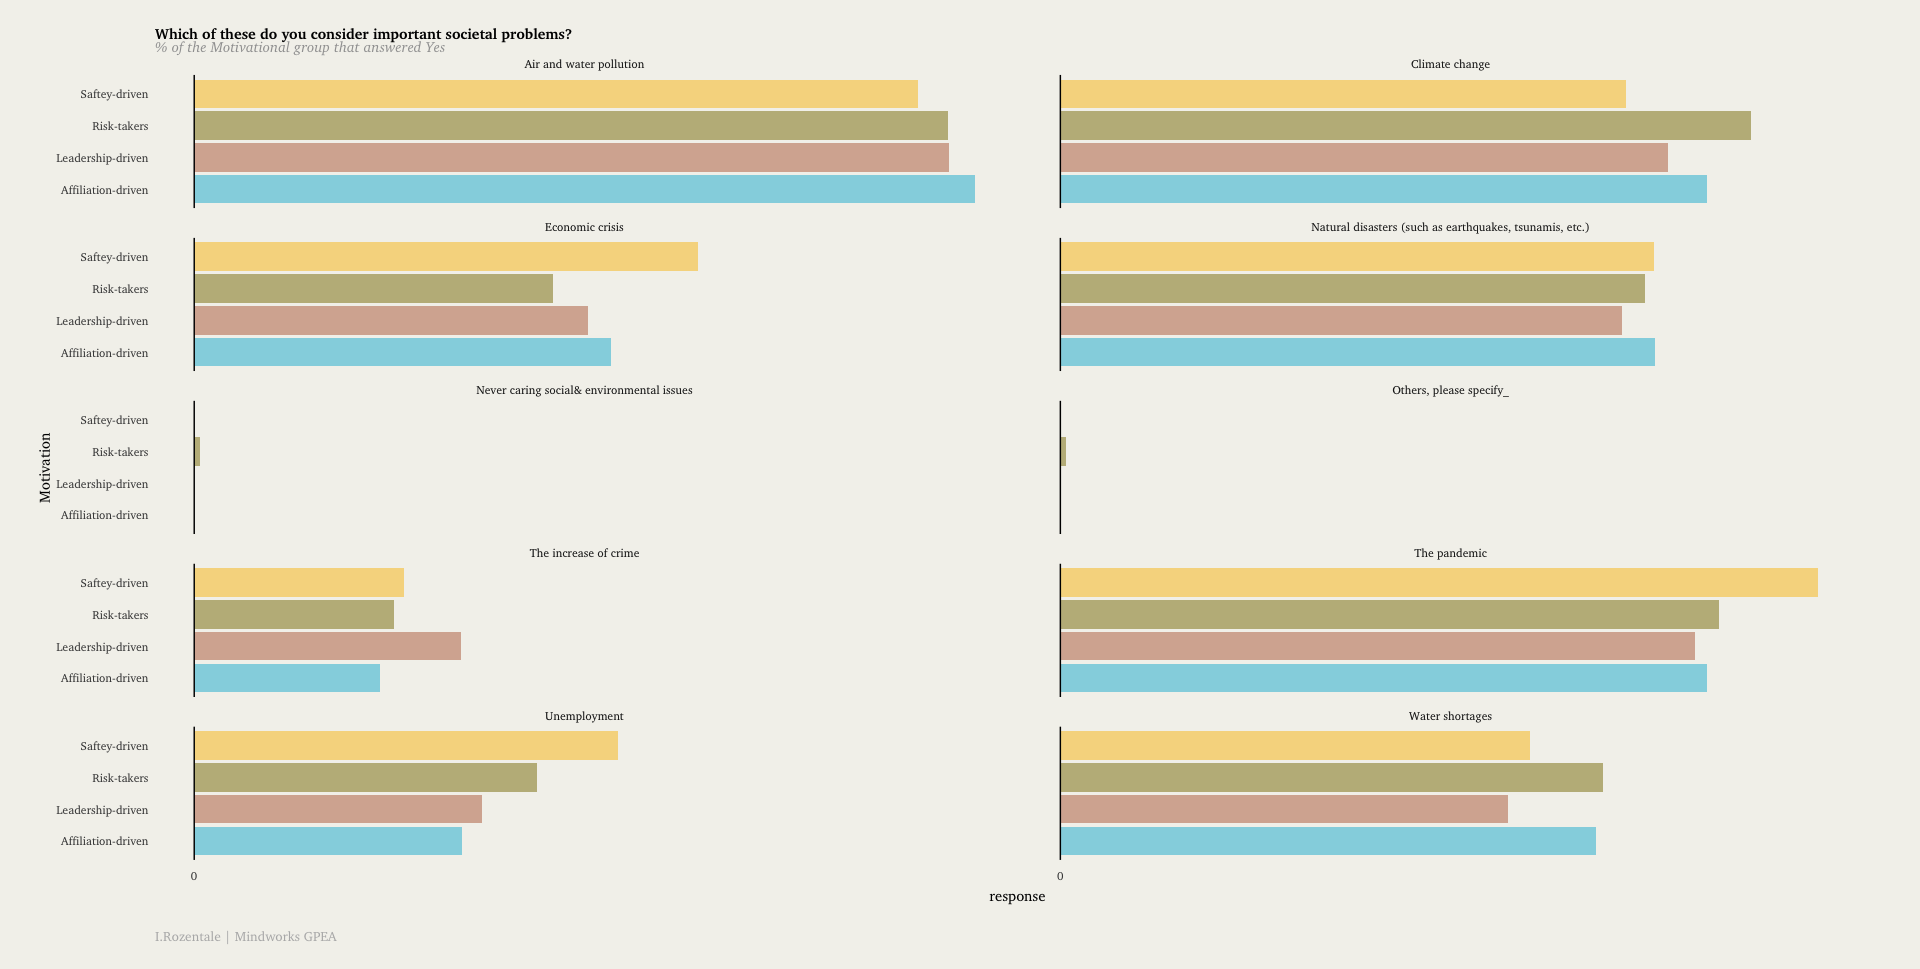 Which of these do you consider important societal problems?
% of the Motivational group that answered Yes
Air and water pollution
Climate change
Saftey-driven
Risk-takers
Leadership-driven
Affiliation-driven
Economic crisis
Natural disasters (such as earthquakes, tsunamis, etc.)
Saftey-driven
Risk-takers
Leadership-driven
Affiliation-driven
Never caring social& environmental issues
Others, please specify_
Saftey-driven
Risk-takers
Leadership-driven
Affiliation-driven
Motivation
The increase of crime
The pandemic
Saftey-driven
Risk-takers
Leadership-driven
Affiliation-driven
Unemployment
Water shortages
Saftey-driven
Risk-takers
Leadership-driven
Affiliation-driven
0
0
response
I.Rozentale | Mindworks GPEA